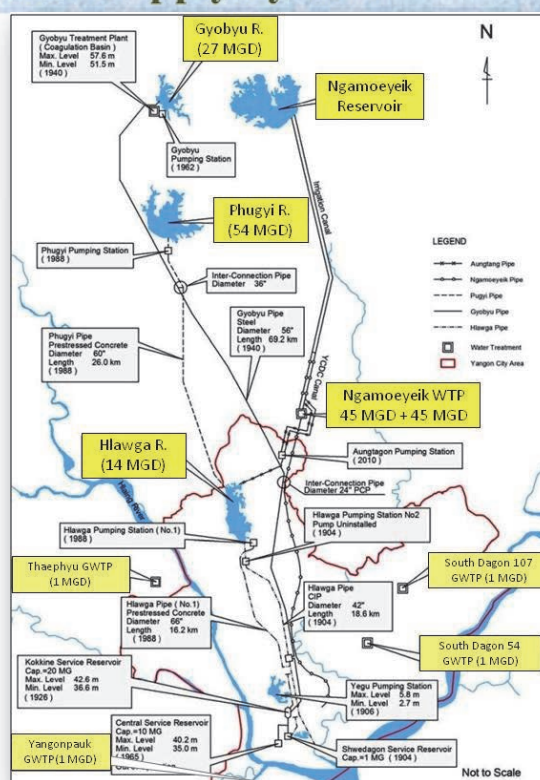 Gyobyu Treatment Plant
( Coagulation Basin )
Max. Level 57.6 m
Min. Level 51.5 m
(1940)
Gyobyu R.
(27 MGD)
N
Ngamoeyeik
Reservoir
Gyobyu
Pumping Station
( 1962)
Irrigation Canal
Phugyi R.
(54 MGD)
Phugyi Pumping Station
( 1988)
LEGEND
Aungtang Pipe
Ngamoeyeik Pipe
Pugyi Pipe
Gyobyu Pipe
Hlawga Pipe
Water Treatment
Yangon City Area
Inter-Connection Pipe
Diameter 36"
Gyobyu Pipe
Steel
Diameter 56"
Length 69.2 km
( 1940)
Phugyi Pipe
Prestressed Concrete
Diameter 60"
Length 26.0 km
( 1988)
YCDC Canal
Ngamoeyeik WTP
45 MGD + 45 MGD
Hlawga R.
(14 MGD)
Aungtagon Pumping Station
( 2010)
Inter-Connection Pipe
Diameter 24" PCP
Hlawga Pumping Station No2
Pump Uninstalled
( 1904)
Hlawga Pumping Station ( No.1)
( 1988)
Thaephyu GWTP
(1 MGD)
South Dagon 107
GWTP (1 MGD)
Hlawga Pipe
CIP
Diameter 42"
Length 18.6 km
( 1904)
Hlawga Pipe ( No.1)
Prestressed Concrete
Diameter 66"
Length 16.2 km
( 1988)
South Dagon 54
GWTP (1 MGD)
Kokkine Service Reservoir
Cap.=20 MG
Max. Level 42.6 m
Min. Level 36.6 m
( 1926)
Yegu Pumping Station
Max. Level 5.8 m
Min. Level 2.7 m
( 1906)
Central Service Reservoir
Cap.=10 MG
Max. Level 40.2 m
Min. Level 35.0 m
(1965)
Shwedagon Service Reservoir
Cap.=1 MG ( 1904)
Yangonpauk
GWTP(1 MGD)
Not to Scale